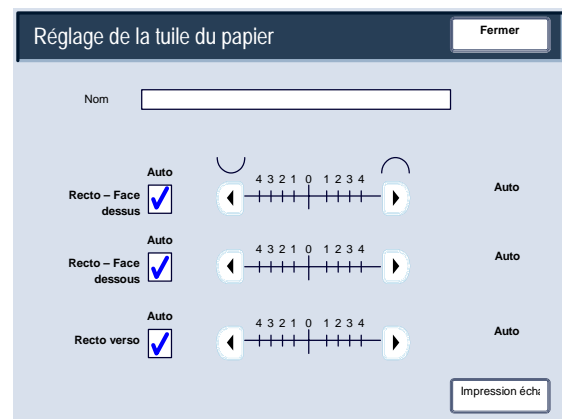 Réglage de la tuile du papier
Fermer
Nom
Auto
4 3 2 1 0 1 2 3 4
Recto – Face
dessus
Auto
Auto
4 3 2 1 0 1 2 3 4
Recto – Face
dessous
Auto
Auto
4 3 2 1 0 1 2 3 4
Recto verso
Auto
Impression écha